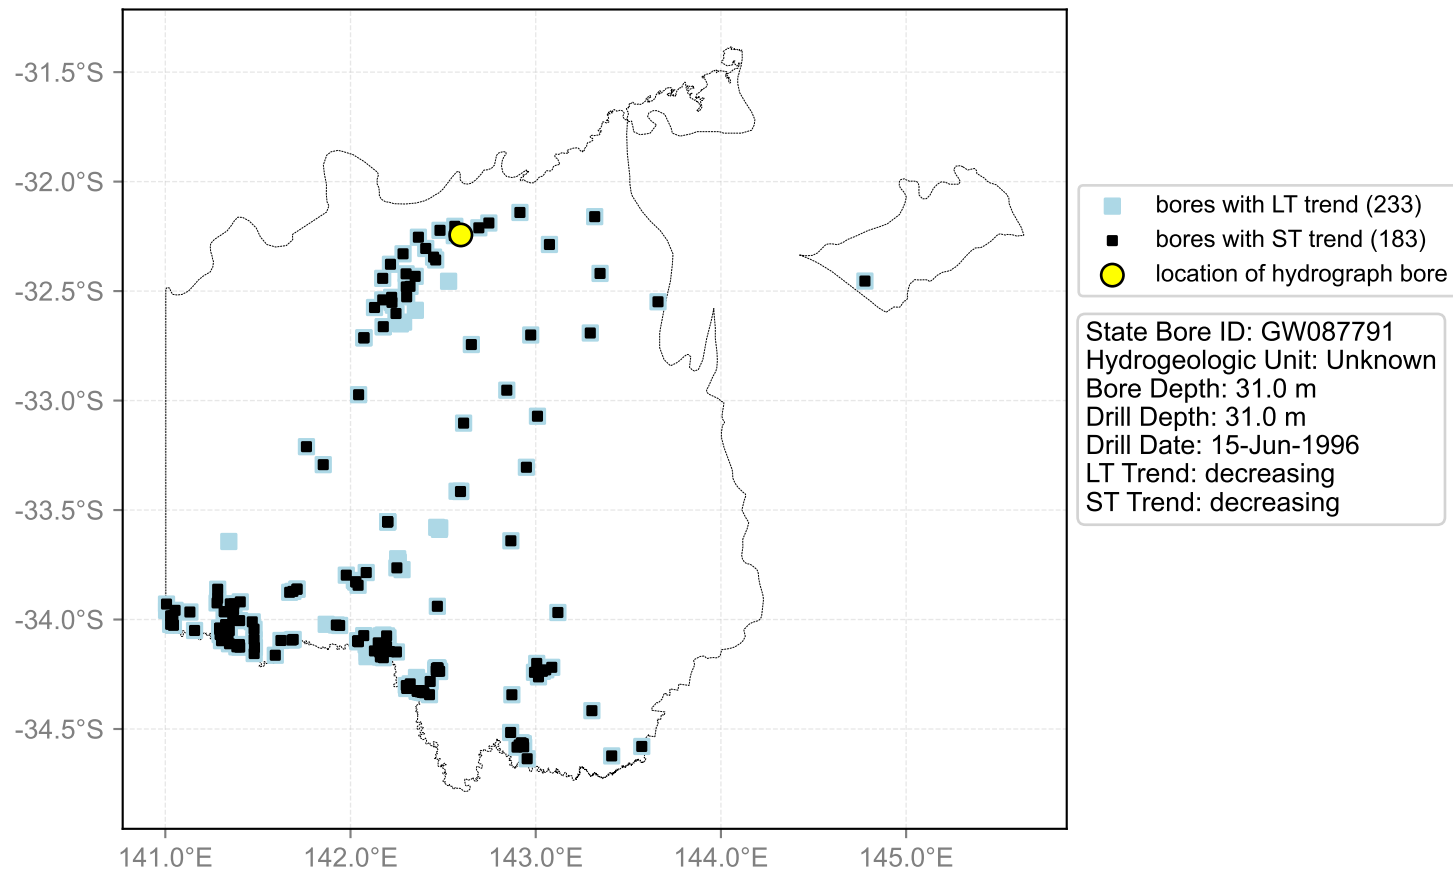 -31.5°S
-32.0°S
-32.5°S
-33.0°S
-33.5°S
-34.0°S
-34.5°S
141.0°E
142.0°E
143.0°E
144.0°E
145.0°E
bores with LT trend (233)
bores with ST trend (183)
location of hydrograph bore
State Bore ID: GW087791
Hydrogeologic Unit: Unknown
Bore Depth: 31.0 m
Drill Depth: 31.0 m
Drill Date: 15-Jun-1996
LT Trend: decreasing
ST Trend: decreasing